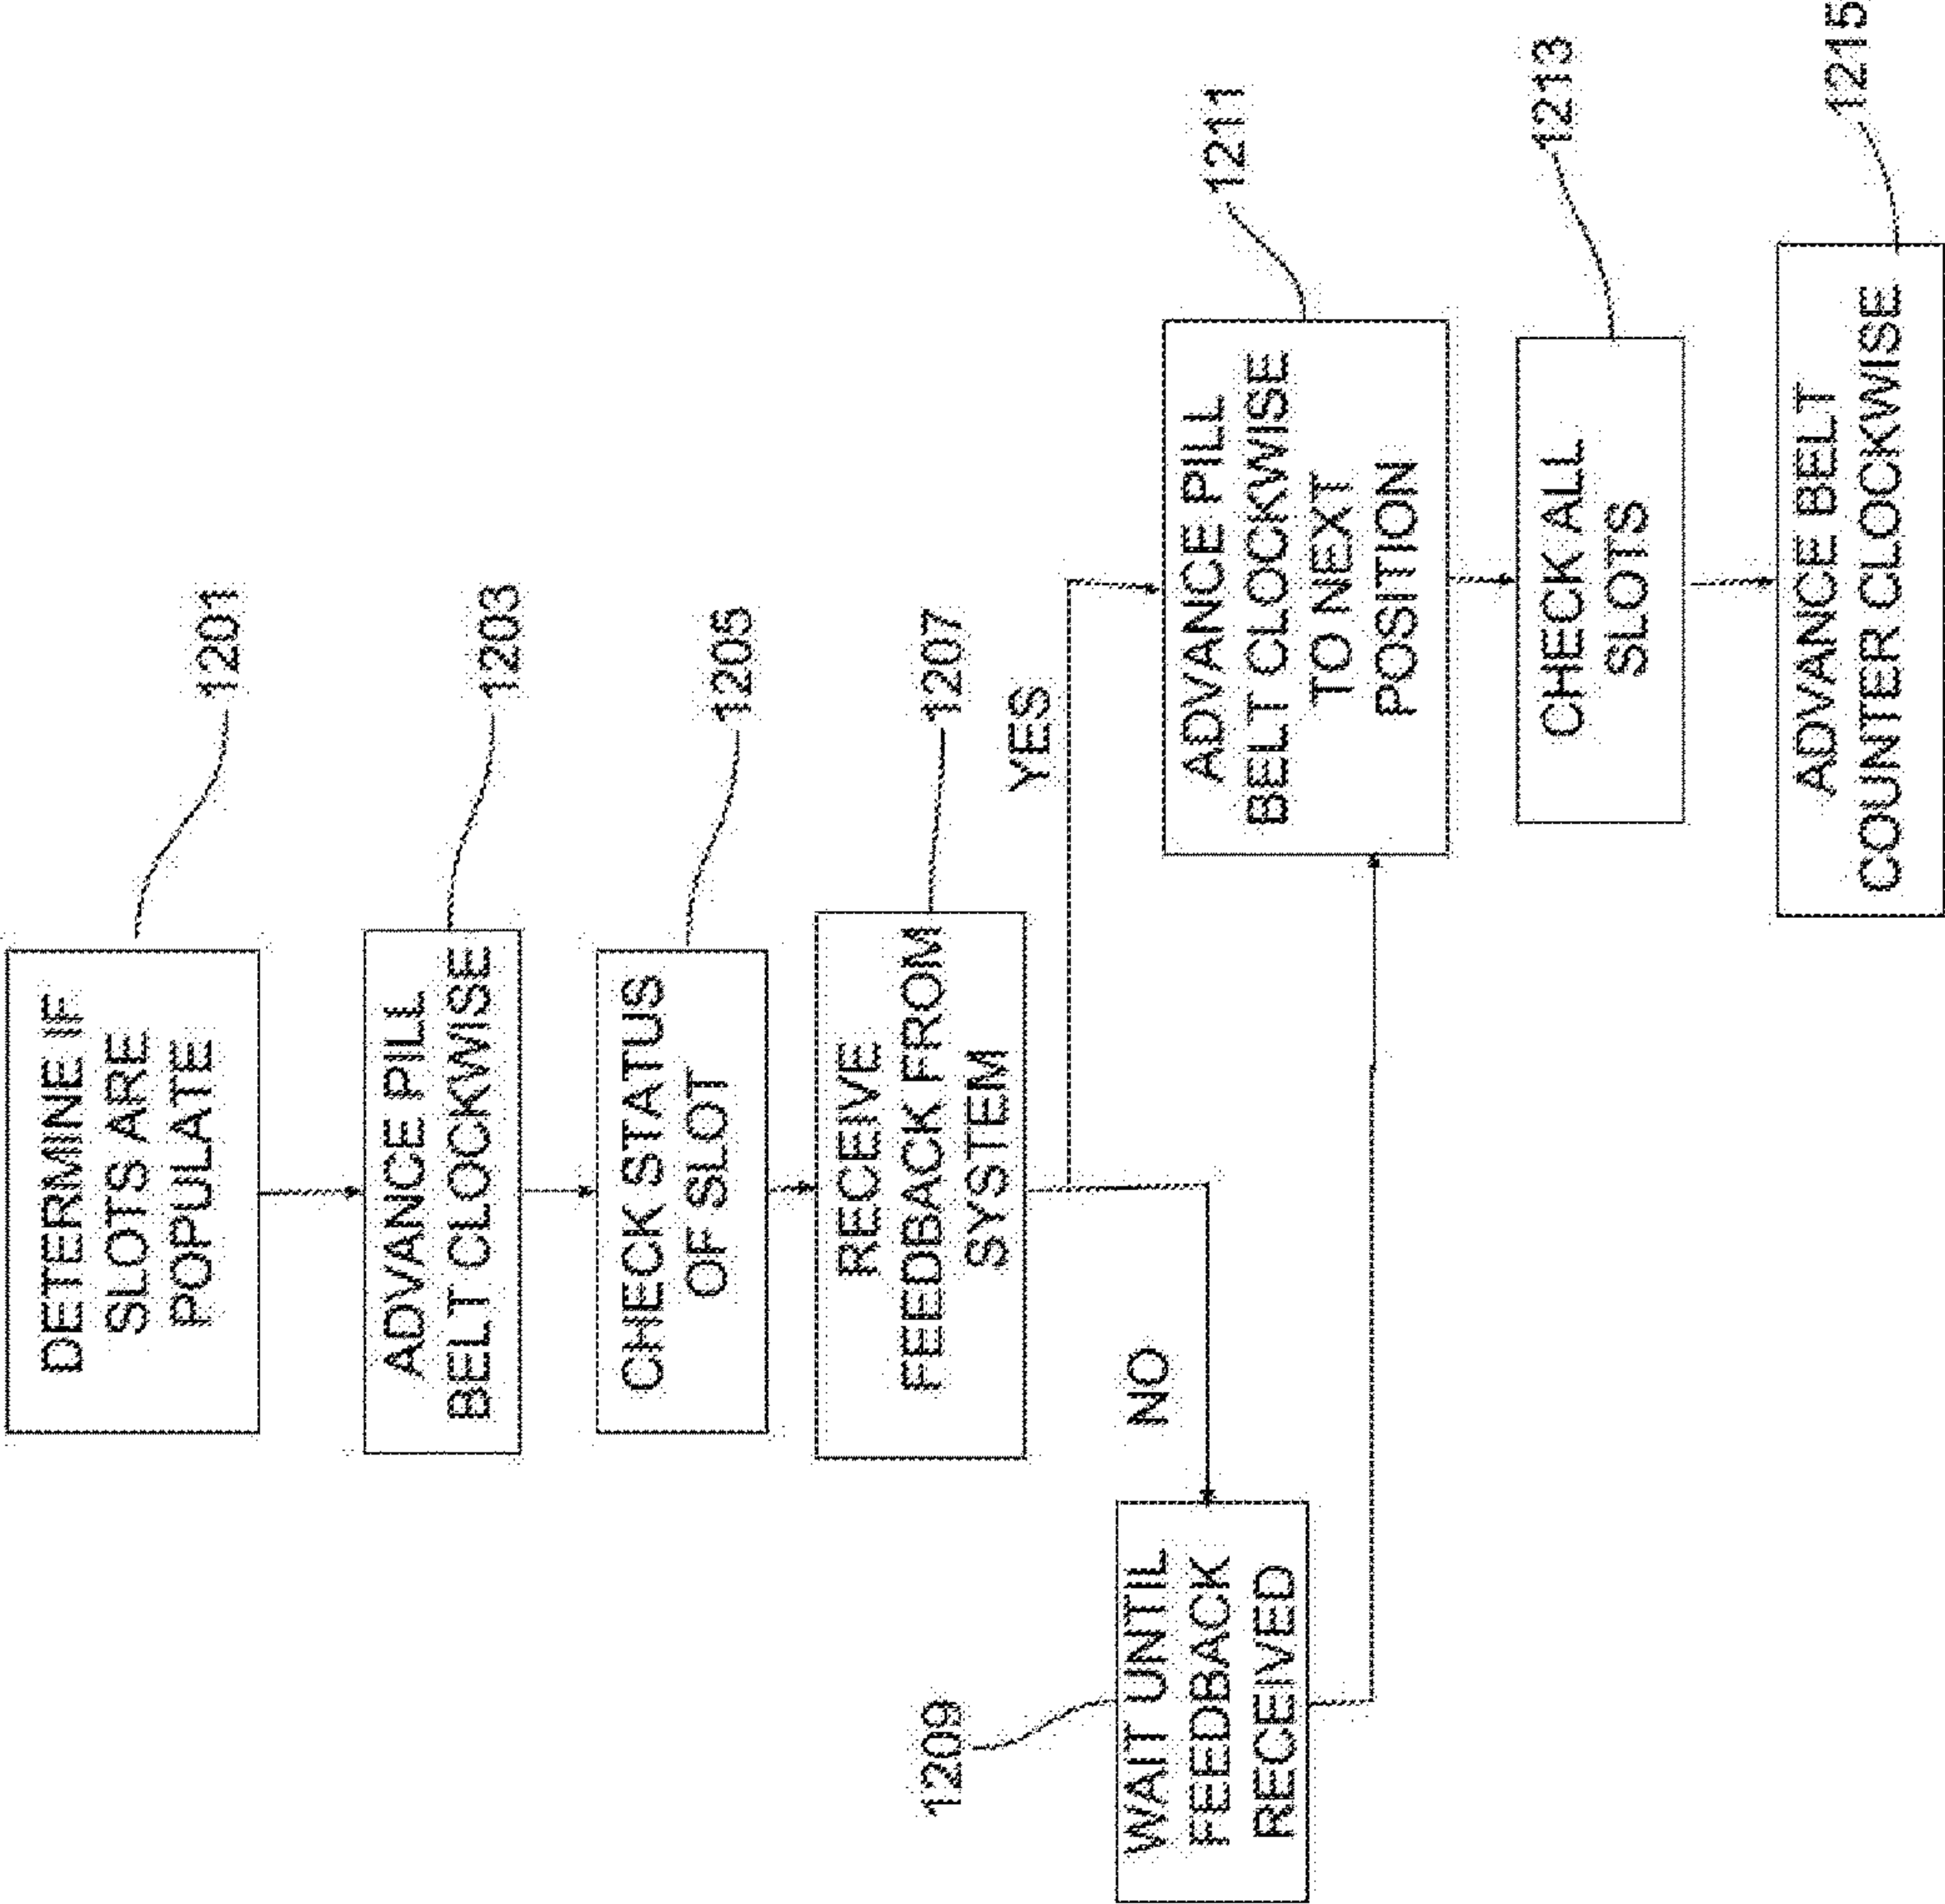 DETERMINE IF
SLOTS ARE
POPULATE
1201
ADVANCE PILL
BELT CLOCKWISE
1203
CHECK STATUS
OF SLOT
1205
RECEIVE
FEEDBACK FROM
SYSTEM
1207
YES
NO
WAIT UNTIL
FEEDBACK
RECEIVED
1209
ADVANCE PILL
BELT CLOCKWISE
TO NEXT
POSITION
1211
CHECK ALL
SLOTS
1213
ADVANCE BELT
COUNTER CLOCKWISE
1215